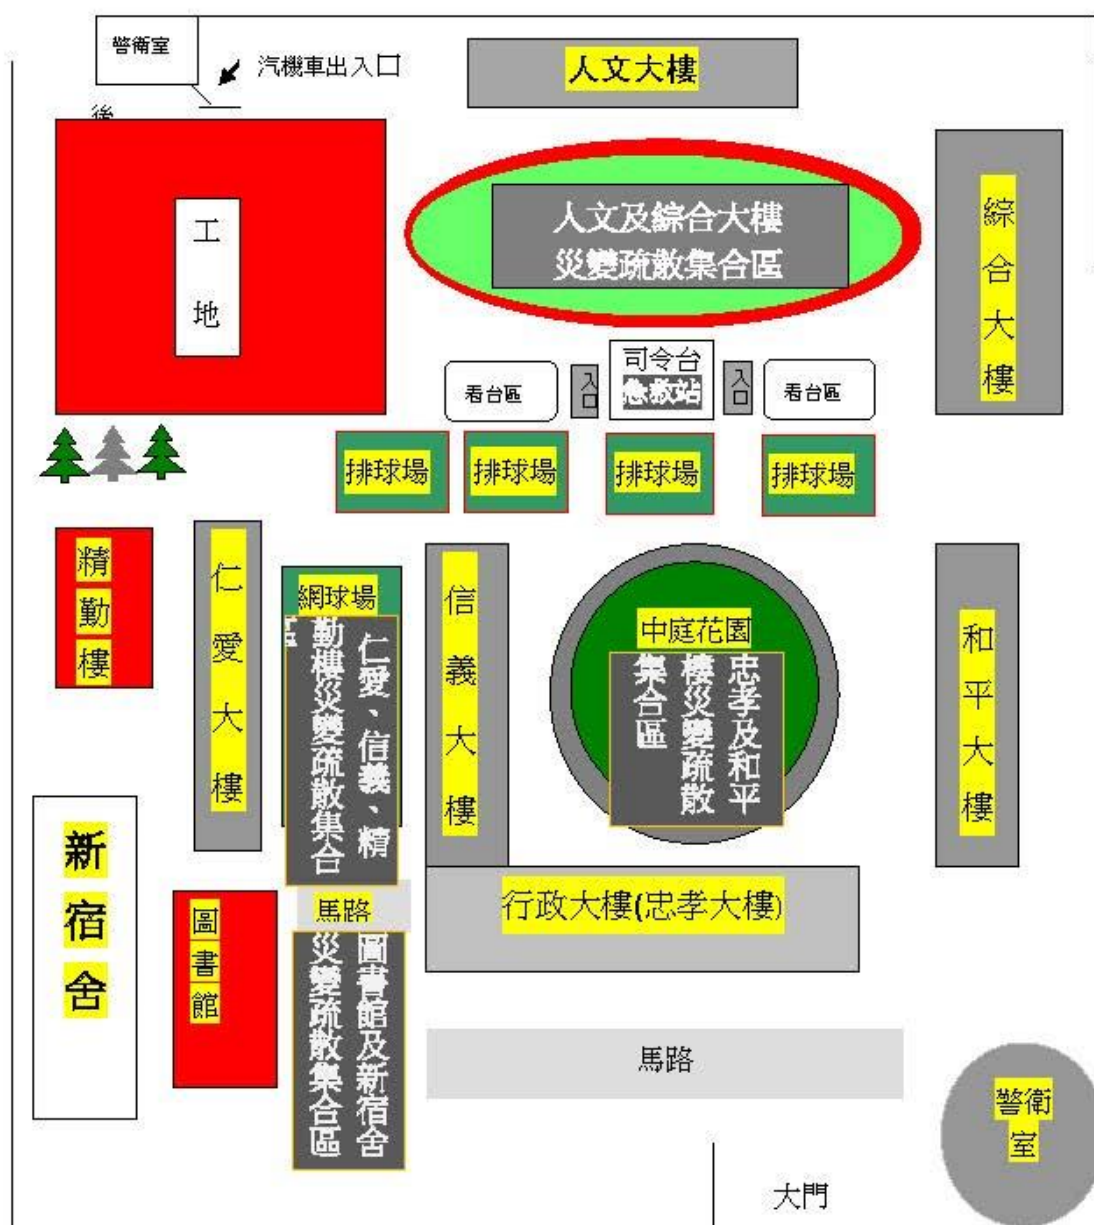 警衛室
汽機車出入口
人文大樓
後
工地
人文及綜合大樓
災變疏散集合區
綜合大樓
司令台
急救站
看台區
入口
入口
看台區
排球場
排球場
排球場
排球場
精勤樓
仁愛大樓
網球場
仁愛、信義、精
勤樓災變疏散集合
區
信義大樓
中庭花園
忠孝及和平
樓災變疏散
集合區
和平大樓
新宿舍
圖書館
馬路
圖書館及新宿舍
災變疏散集合區
行政大樓(忠孝大樓)
馬路
警衛
室
大門